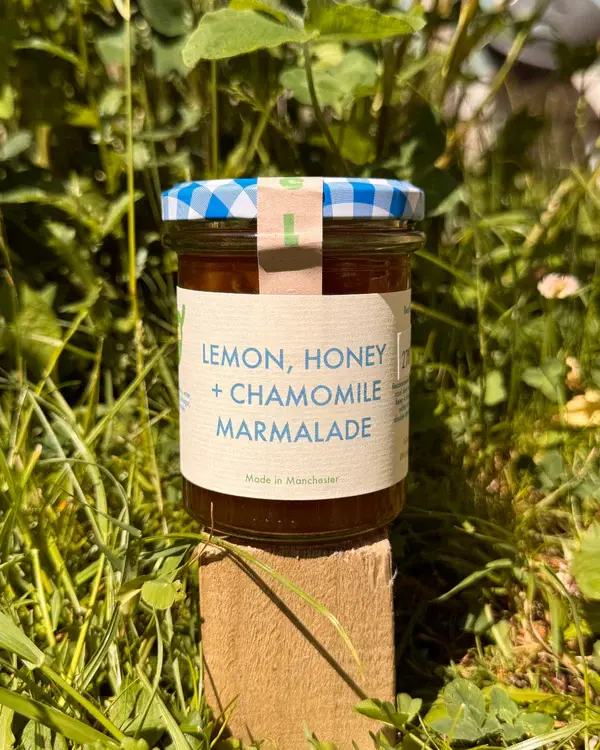 LEMON, HONEY
+ CHAMOMILE
MARMALADE
Made in Manchester